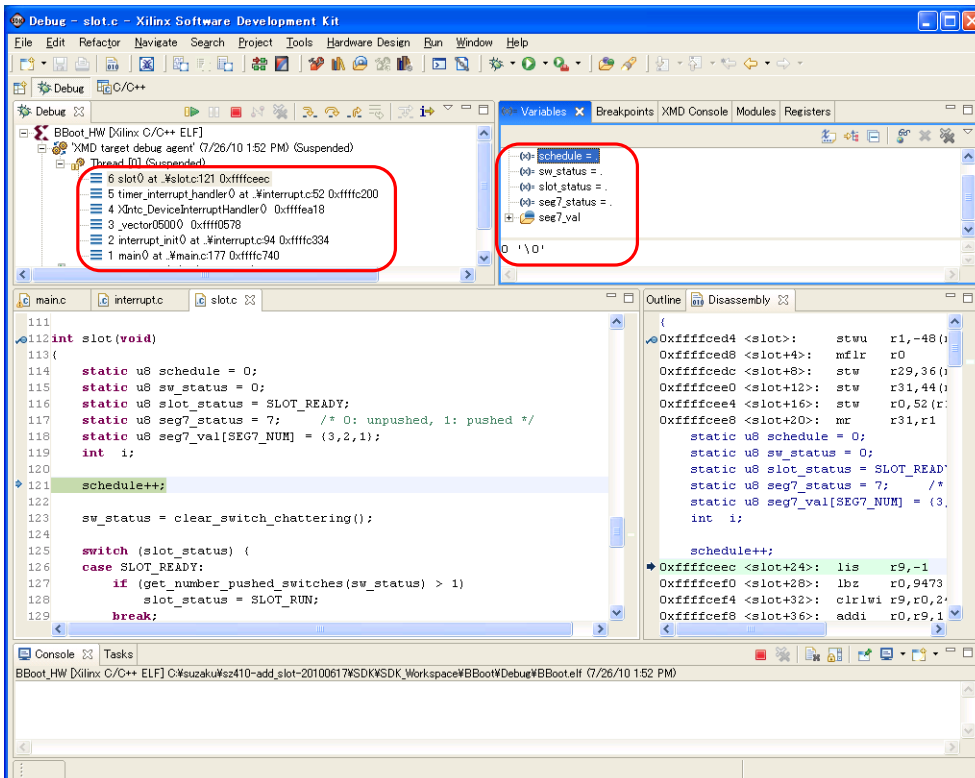 Debug - slot.c - Xilinx Software Development Kit
File Edit Refactor Navigate Search Project Tools Hardware Design Run Window Help
Debug C/C++
Debug
BBoot_HW [Xilinx C/C++ ELF]
'XMD target debug agent' (7/26/10 1:52 PM) (Suspended)
Thread [0] (Suspended)
6 slot() at ..¥slot.c:121 0xffffceec
5 timer_interrupt_handler() at ..¥interrupt.c:52 0xffffc200
4 XIntc_DeviceInterruptHandler() 0xffffea18
3 _vector0500() 0xffff0578
2 interrupt_init() at ..¥interrupt.c:94 0xffffc334
1 main() at ..¥main.c:177 0xffffc740
Variables Breakpoints XMD Console Modules Registers
(x)= schedule = .
(x)= sw_status = .
(x)= slot_status = .
(x)= seg7_status = .
seg7_val
0 '\0'
main.c interrupt.c slot.c
111
112 int slot(void)
113 {
114 static u8 schedule = 0;
115 static u8 sw_status = 0;
116 static u8 slot_status = SLOT_READY;
117 static u8 seg7_status = 7; /* 0: unpushed, 1: pushed */
118 static u8 seg7_val[SEG7_NUM] = {3,2,1};
119 int i;
120
121 schedule++;
122
123 sw_status = clear_switch_chattering();
124
125 switch (slot_status) {
126 case SLOT_READY:
127 if (get_number_pushed_switches(sw_status) > 1)
128 slot_status = SLOT_RUN;
129 break;
Outline Disassembly
{
0xffffced4 <slot>: stwu r1,-48(
0xffffced8 <slot+4>: mflr r0
0xffffcedc <slot+8>: stw r29,36(
0xffffcee0 <slot+12>: stw r31,44(
0xffffcee4 <slot+16>: stw r0,52(
0xffffcee8 <slot+20>: mr r31,r1
static u8 schedule = 0;
static u8 sw_status = 0;
static u8 slot_status = SLOT_READ
static u8 seg7_status = 7; /*
static u8 seg7_val[SEG7_NUM] = {3,
int i;
schedule++;
0xffffceec <slot+24>: lis r9,-1
0xffffcef0 <slot+28>: lbz r0,9473
0xffffcef4 <slot+32>: clrlwi r9,r0,2
0xffffcef8 <slot+36>: addi r0,r9,1
Console Tasks
BBoot_HW [Xilinx C/C++ ELF] C:¥suzaku¥sz410-add_slot-20100617¥SDK¥SDK_Workspace¥BBoot¥Debug¥BBoot.elf (7/26/10 1:52 PM)